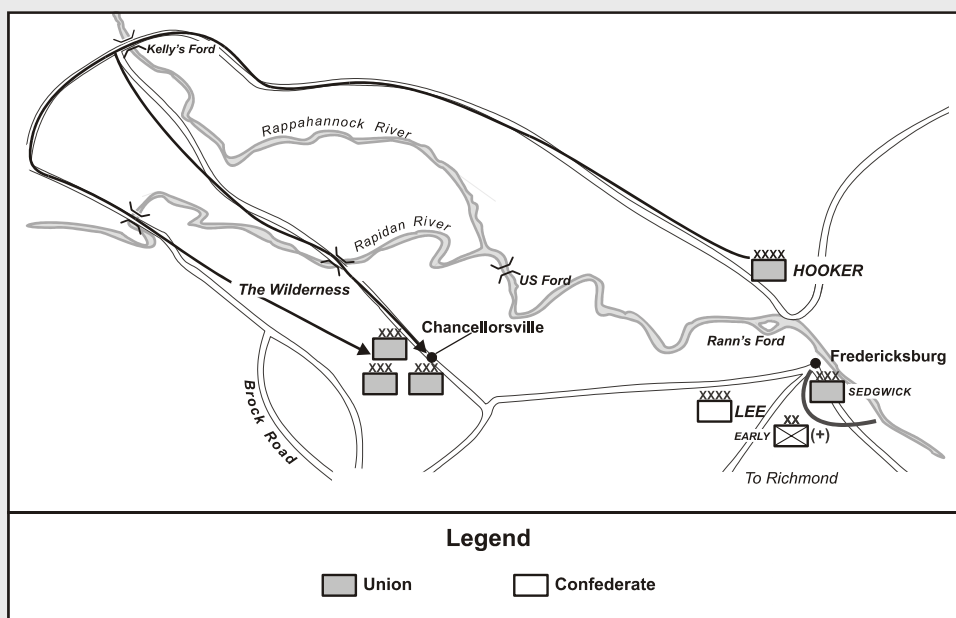 Kelly's Ford
Rappahannock River
Rapidan River
XXXX
HOOKER
US Ford
The Wilderness
Chancellorsville
XXX
XXX
XXX
Rann's Ford
Fredericksburg
XXX
SEDGWICK
XXXX
LEE
XX
EARLY
(+)
Brock Road
To Richmond
Legend
Union
Confederate